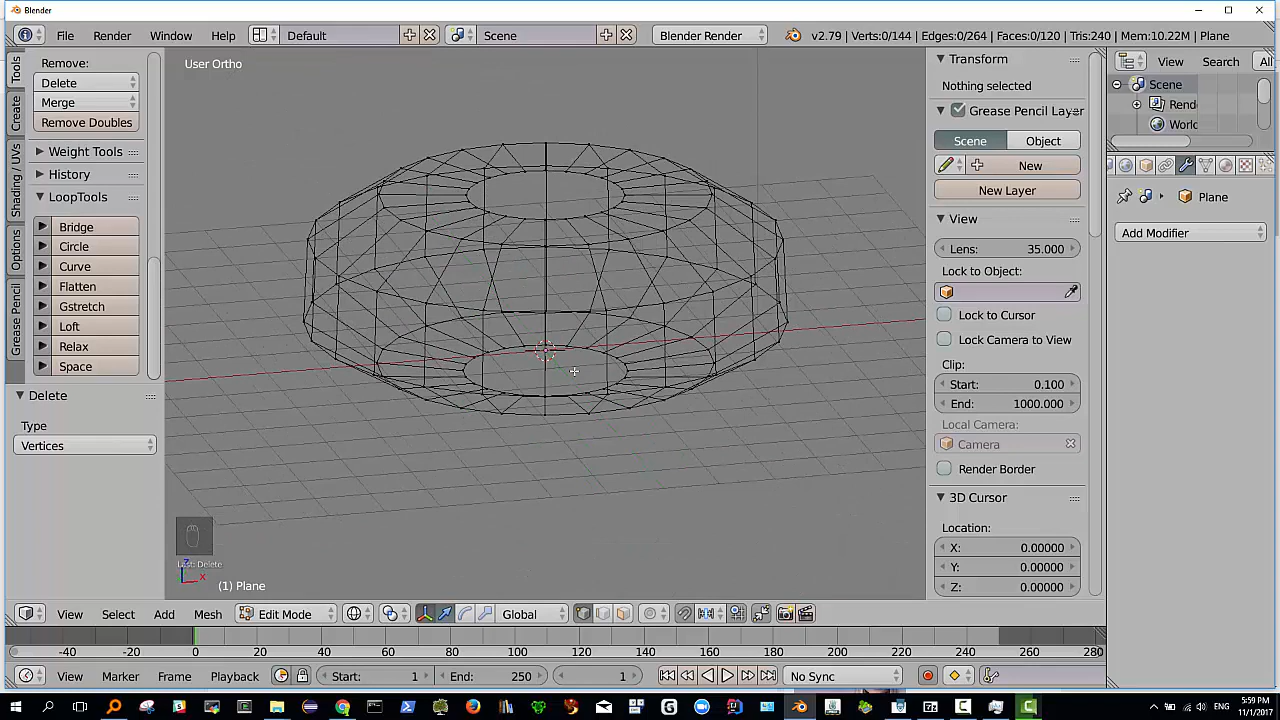 Blender
File Render Window Help Default Scene Blender Render v2.79 | Verts:0/144 | Edges:0/264 | Faces:0/120 | Tris:240 | Mem:10.22M | Plane
Tools
Create
Shading / UVs
Options
Grease Pencil
Remove:
Delete
Merge
Remove Doubles
Weight Tools
History
LoopTools
Bridge
Circle
Curve
Flatten
Gstretch
Loft
Relax
Space
Delete
Type
Vertices
User Ortho
Last: Delete
Z
X
(1) Plane
Transform
Nothing selected
Grease Pencil Layer
Scene Object
New
New Layer
View
Lens: 35.000
Lock to Object:
Lock to Cursor
Lock Camera to View
Clip:
Start: 0.100
End: 1000.000
Local Camera:
Camera
Render Border
3D Cursor
Location:
X: 0.00000
Y: 0.00000
Z: 0.00000
View Search All
Scene
Rend
World
Plane
Add Modifier
View Select Add Mesh Edit Mode Global
-40 -20 0 20 40 60 80 100 120 140 160 180 200 220 240 260 280
View Marker Frame Playback Start: 1 End: 250 1 No Sync
ENG 5:59 PM
11/1/2017